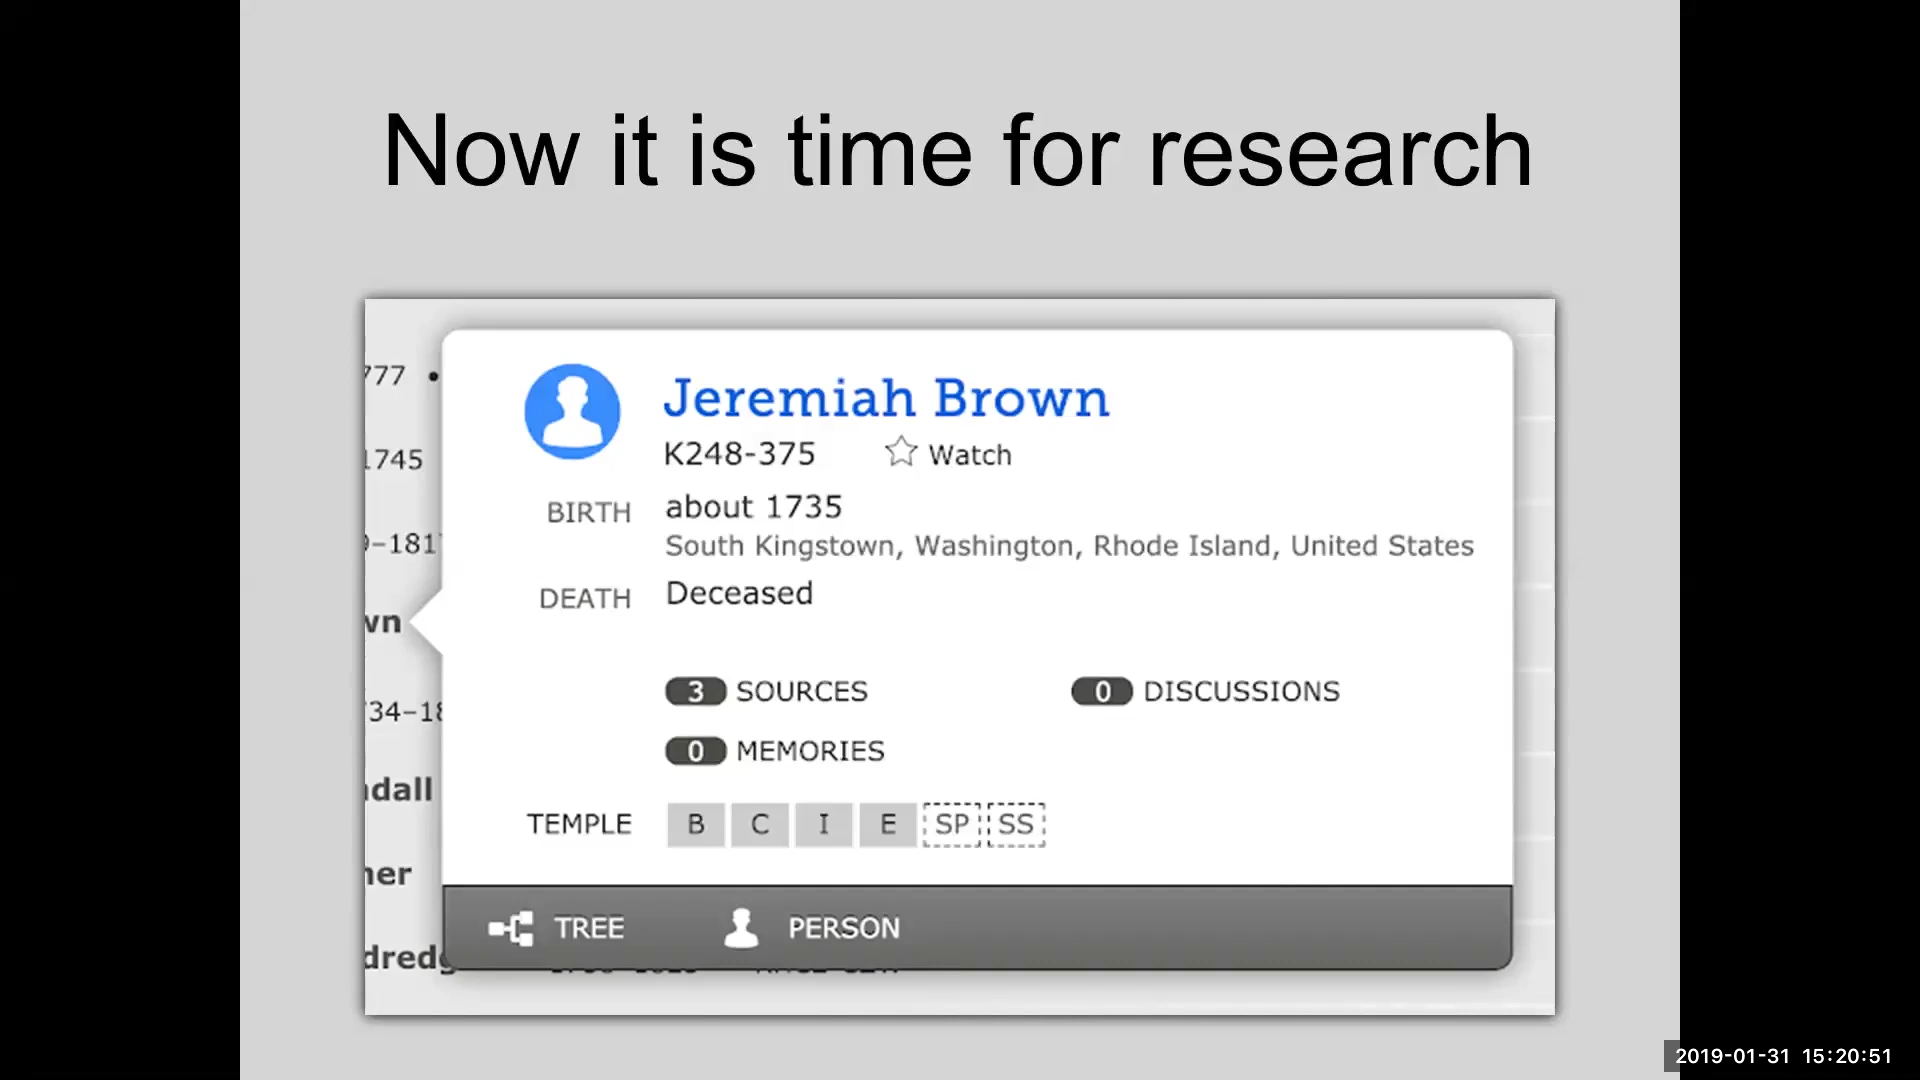 Now it is time for research
777 •
1745
Jeremiah Brown
K248-375 Watch
BIRTH about 1735
South Kingstown, Washington, Rhode Island, United States
DEATH Deceased
3 SOURCES 0 DISCUSSIONS
0 MEMORIES
TEMPLE B C I E SP SS
TREE PERSON
2019-01-31 15:20:51